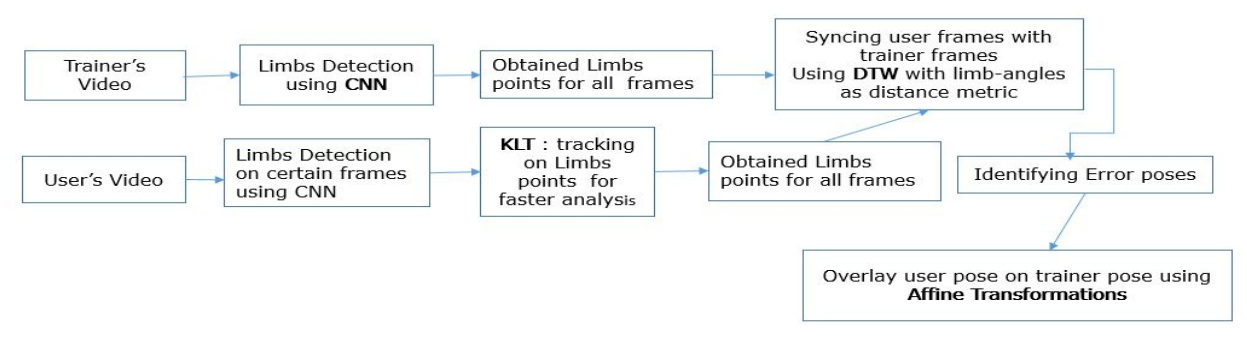 Trainer's
Video
Limbs Detection
using CNN
Obtained Limbs
points for all frames
Syncing user frames with
trainer frames
Using DTW with limb-angles
as distance metric
User's Video
Limbs Detection
on certain frames
using CNN
KLT : tracking
on Limbs
points for
faster analysis
Obtained Limbs
points for all frames
Identifying Error poses
Overlay user pose on trainer pose using
Affine Transformations